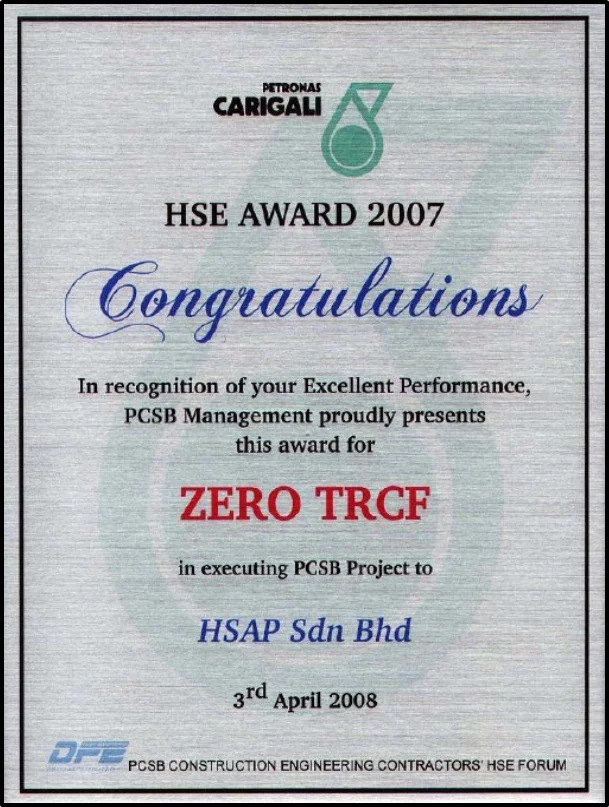 PETRONAS
CARIGALI
HSE AWARD 2007
Congratulations
In recognition of your Excellent Performance,
PCSB Management proudly presents
this award for
ZERO TRCF
in executing PCSB Project to
HSAP Sdn Bhd
3rd April 2008
DFE
PCSB CONSTRUCTION ENGINEERING CONTRACTORS' HSE FORUM